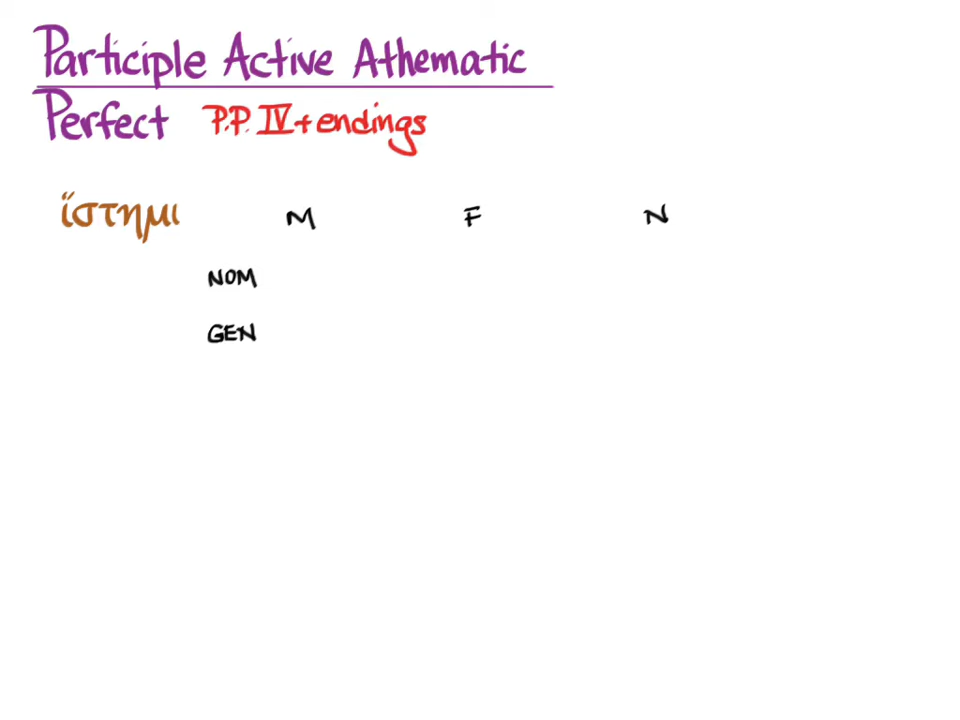 Participle Active Athematic
Perfect P.P. IV + endings
ἵστημι M F N
NOM
GEN